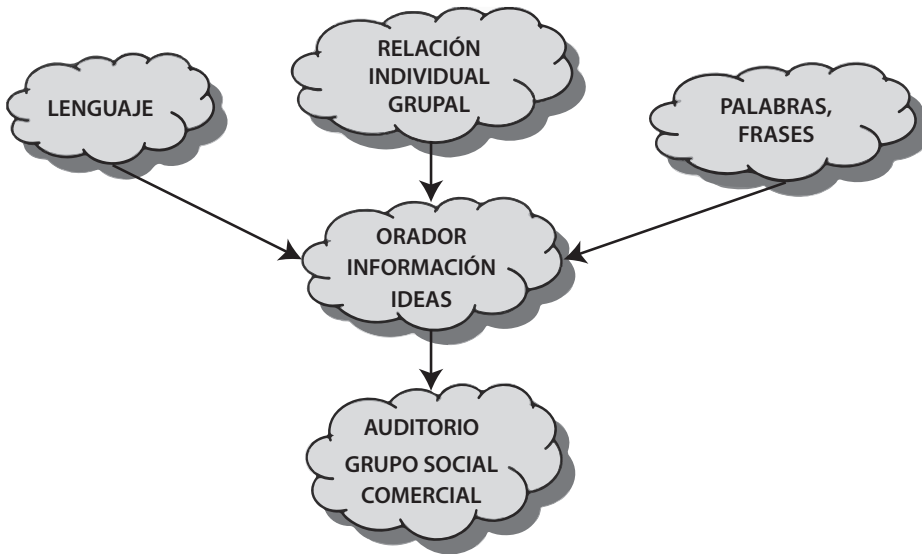 LENGUAJE
RELACIÓN
INDIVIDUAL
GRUPAL
PALABRAS,
FRASES
ORADOR
INFORMACIÓN
IDEAS
AUDITORIO
GRUPO SOCIAL
COMERCIAL